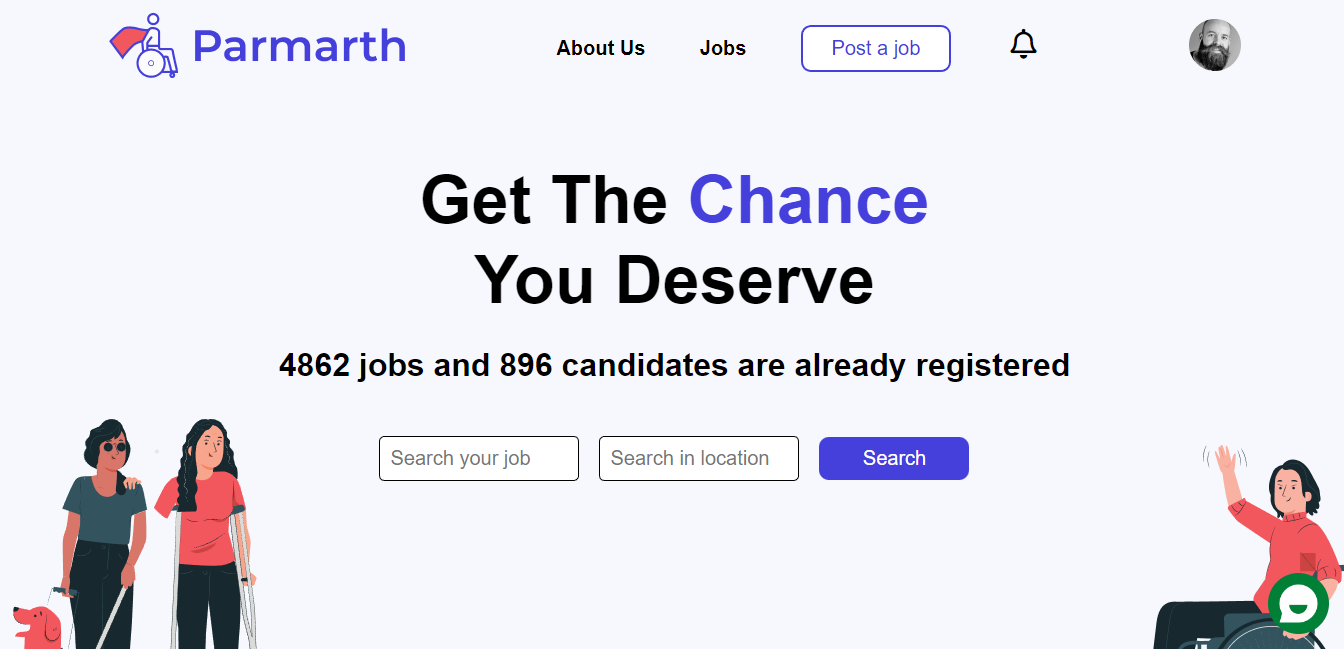 Parmarth
About Us
Jobs
Post a job
Get The Chance
You Deserve
4862 jobs and 896 candidates are already registered
Search your job
Search in location
Search